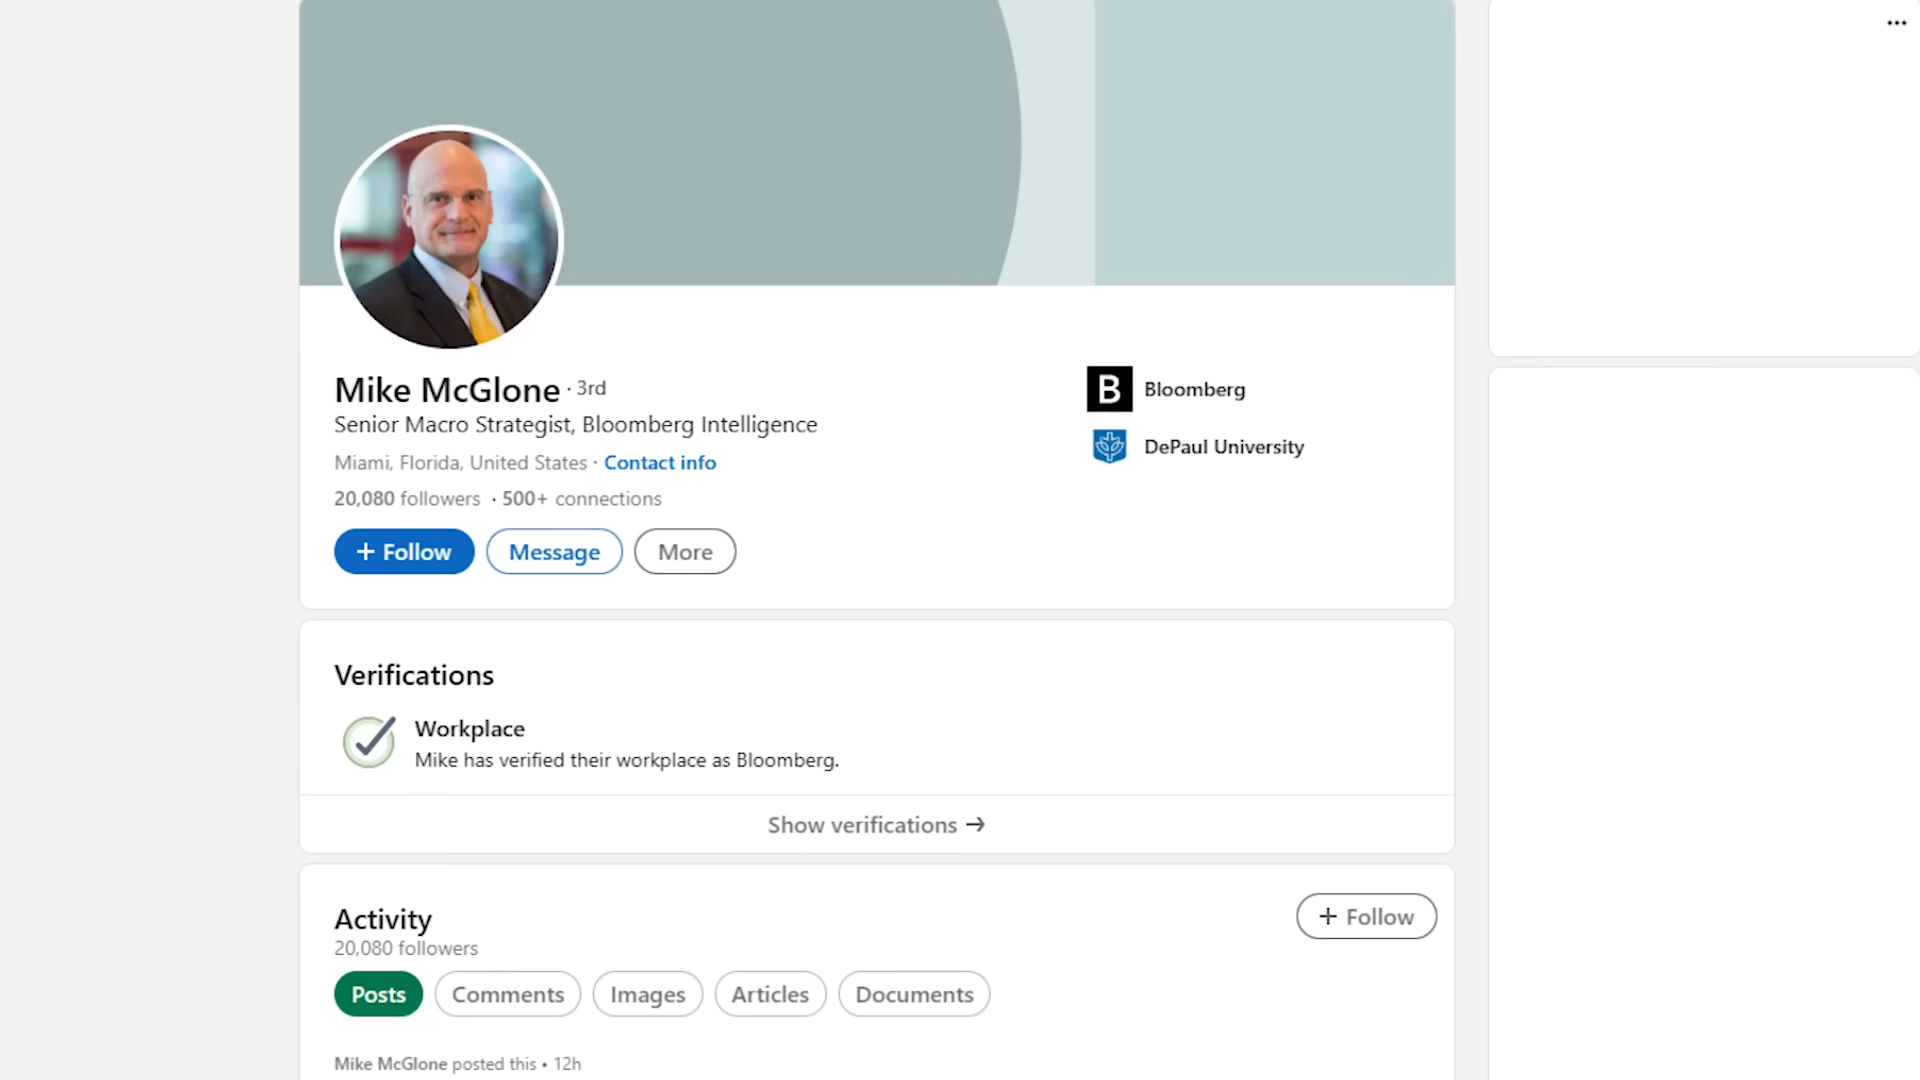 Mike McGlone · 3rd
Senior Macro Strategist, Bloomberg Intelligence
Miami, Florida, United States · Contact info
20,080 followers · 500+ connections
+ Follow
Message
More
B Bloomberg
DePaul University
Verifications
Workplace
Mike has verified their workplace as Bloomberg.
Show verifications →
Activity
20,080 followers
+ Follow
Posts
Comments
Images
Articles
Documents
Mike McGlone posted this • 12h